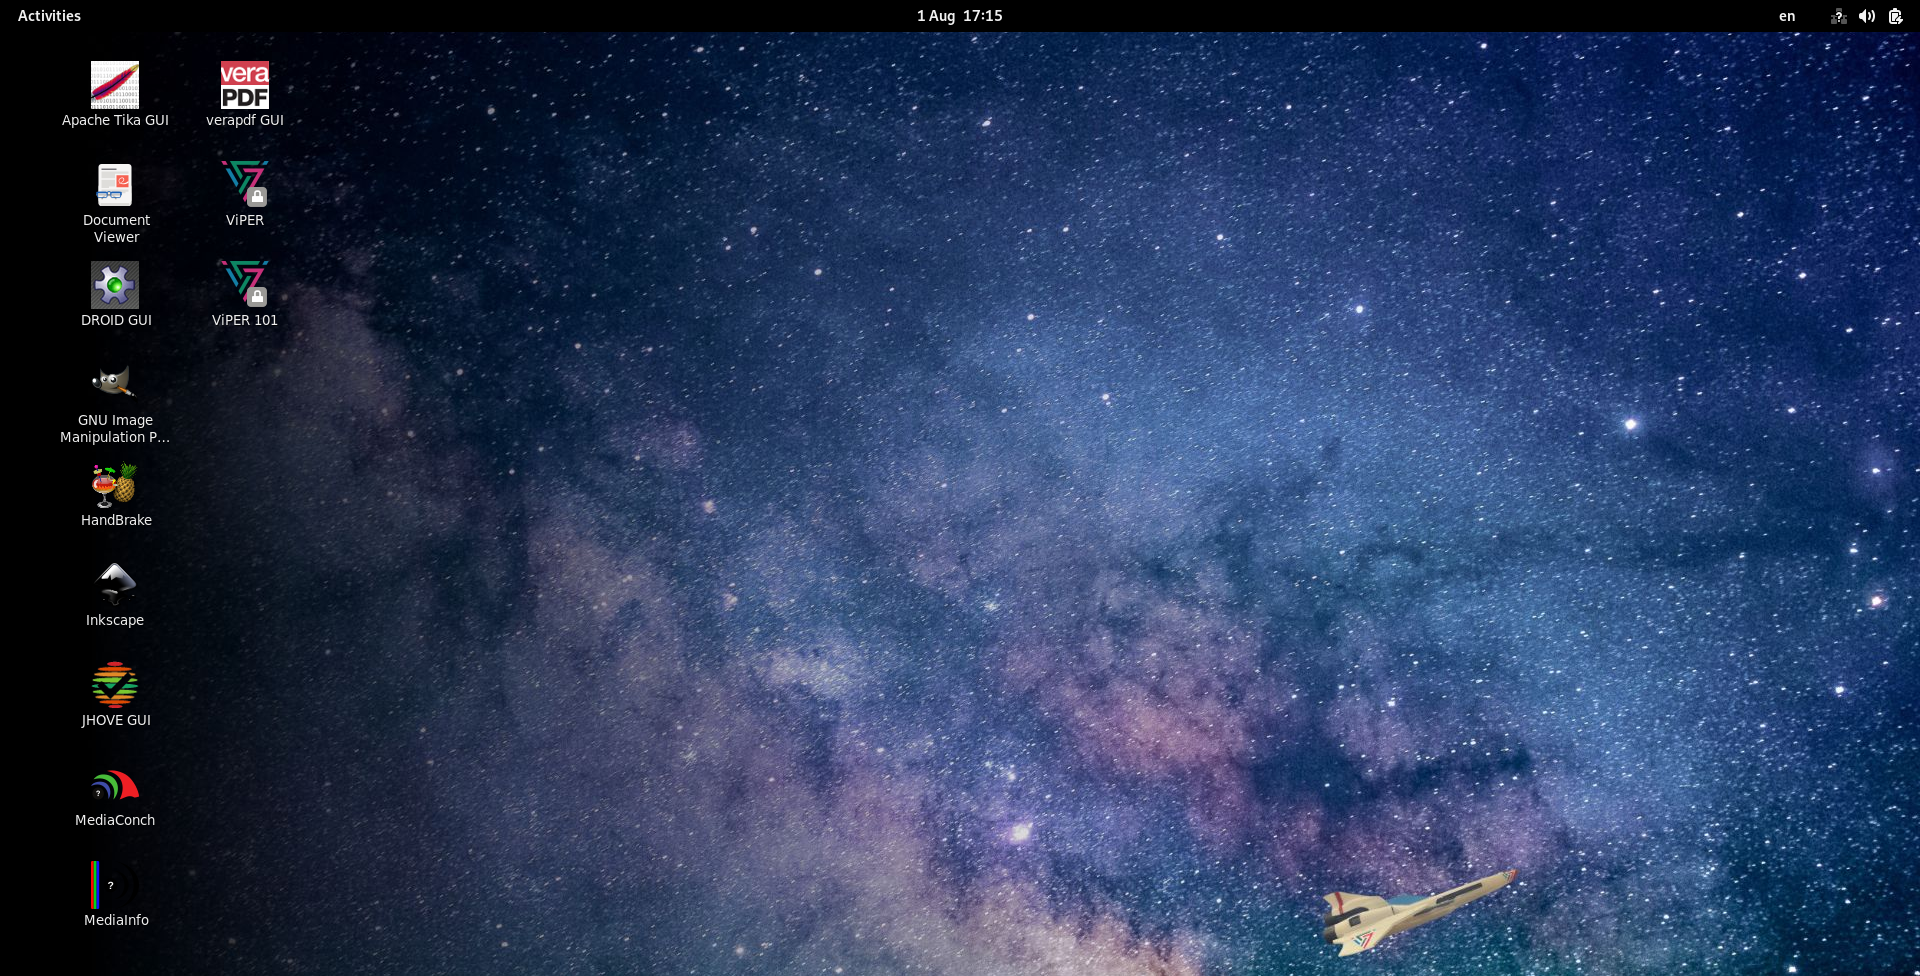 Activities
1 Aug 17:15
en
Apache Tika GUI
vera
PDF
verapdf GUI
Document
Viewer
ViPER
DROID GUI
ViPER 101
GNU Image
Manipulation P...
HandBrake
Inkscape
JHOVE GUI
?
MediaConch
?
MediaInfo